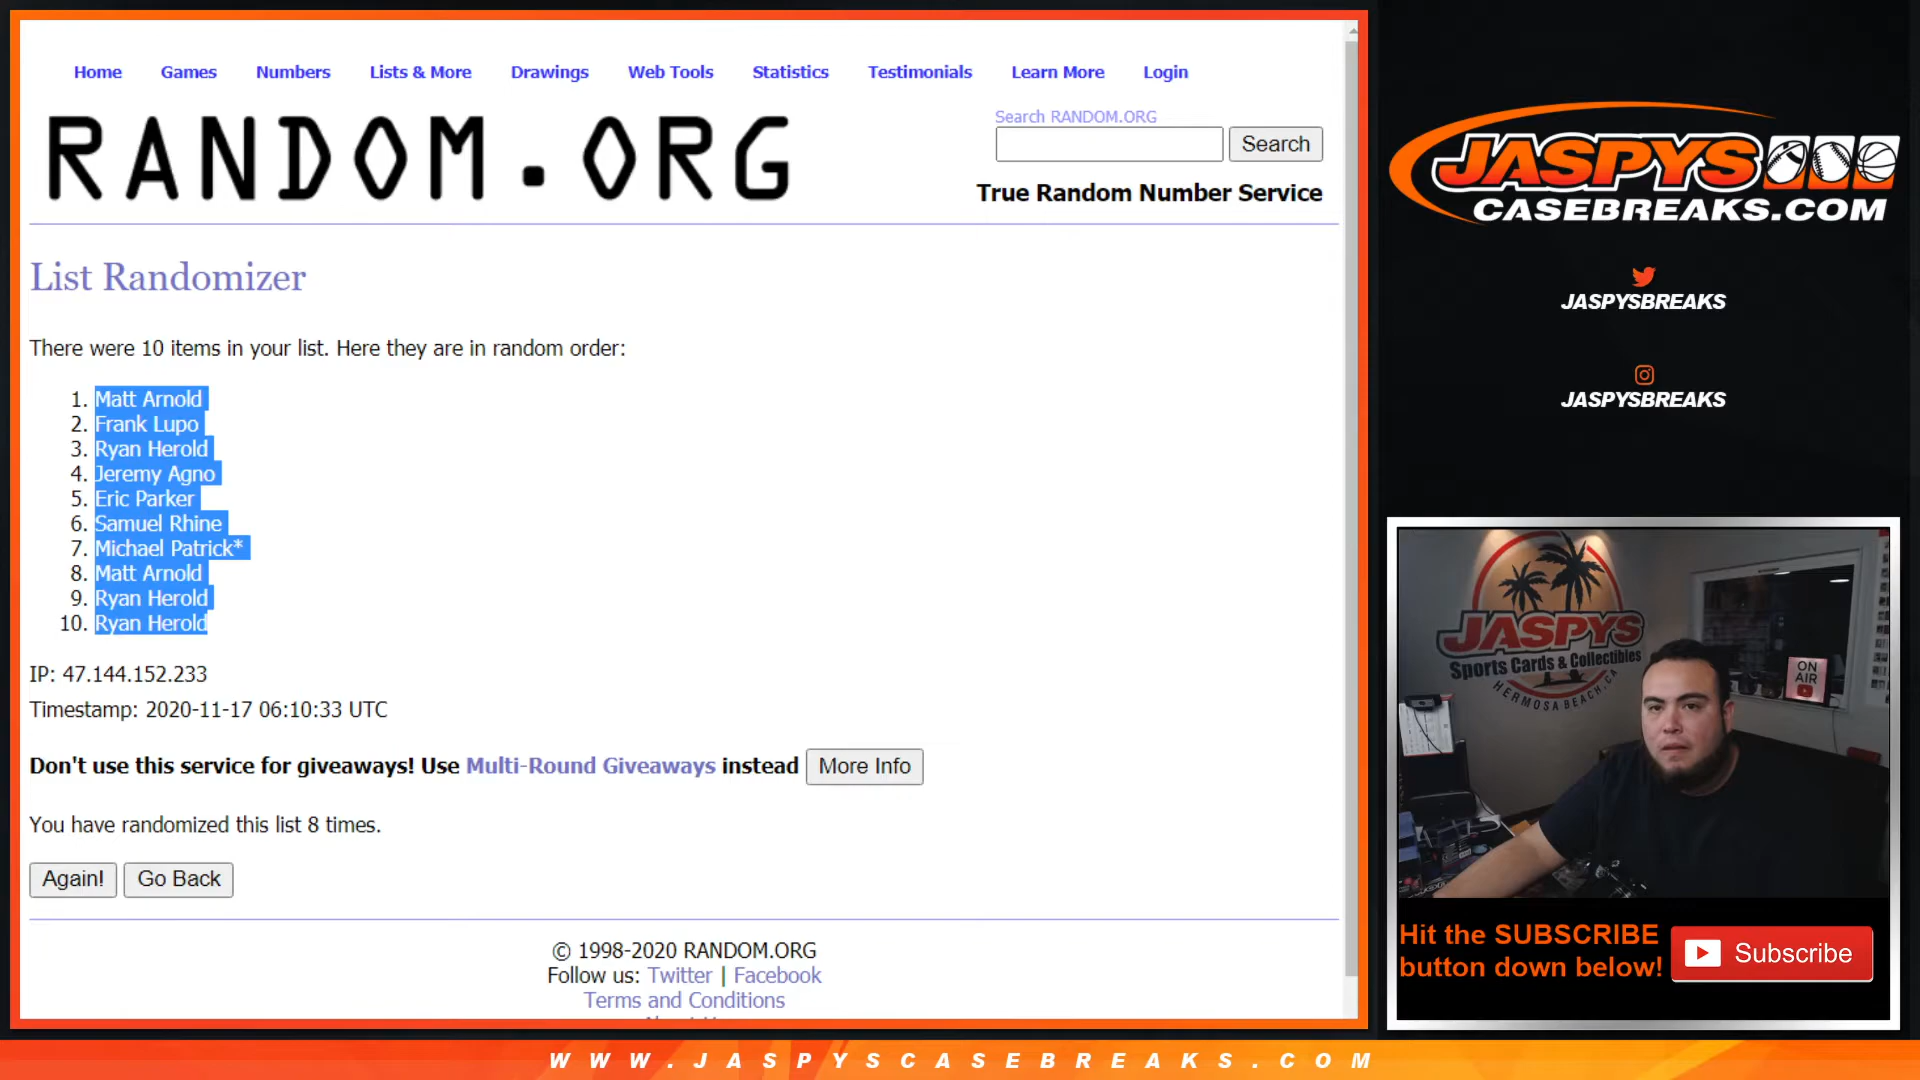 Home Games Numbers Lists & More Drawings Web Tools Statistics Testimonials Learn More Login
RANDOM.ORG
Search RANDOM.ORG
Search
True Random Number Service
List Randomizer
There were 10 items in your list. Here they are in random order:
1. Matt Arnold
2. Frank Lupo
3. Ryan Herold
4. Jeremy Agno
5. Eric Parker
6. Samuel Rhine
7. Michael Patrick*
8. Matt Arnold
9. Ryan Herold
10. Ryan Herold
IP: 47.144.152.233
Timestamp: 2020-11-17 06:10:33 UTC
Don't use this service for giveaways! Use Multi-Round Giveaways instead More Info
You have randomized this list 8 times.
Again! Go Back
© 1998-2020 RANDOM.ORG
Follow us: Twitter | Facebook
Terms and Conditions
JASPYS
CASEBREAKS.COM
JASPYSBREAKS
JASPYSBREAKS
JASPYS
Sports Cards & Collectibles
HERMOSA BEACH, CA
ON
AIR
Hit the SUBSCRIBE
button down below!
Subscribe
WWW.JASPYSCASEBREAKS.COM